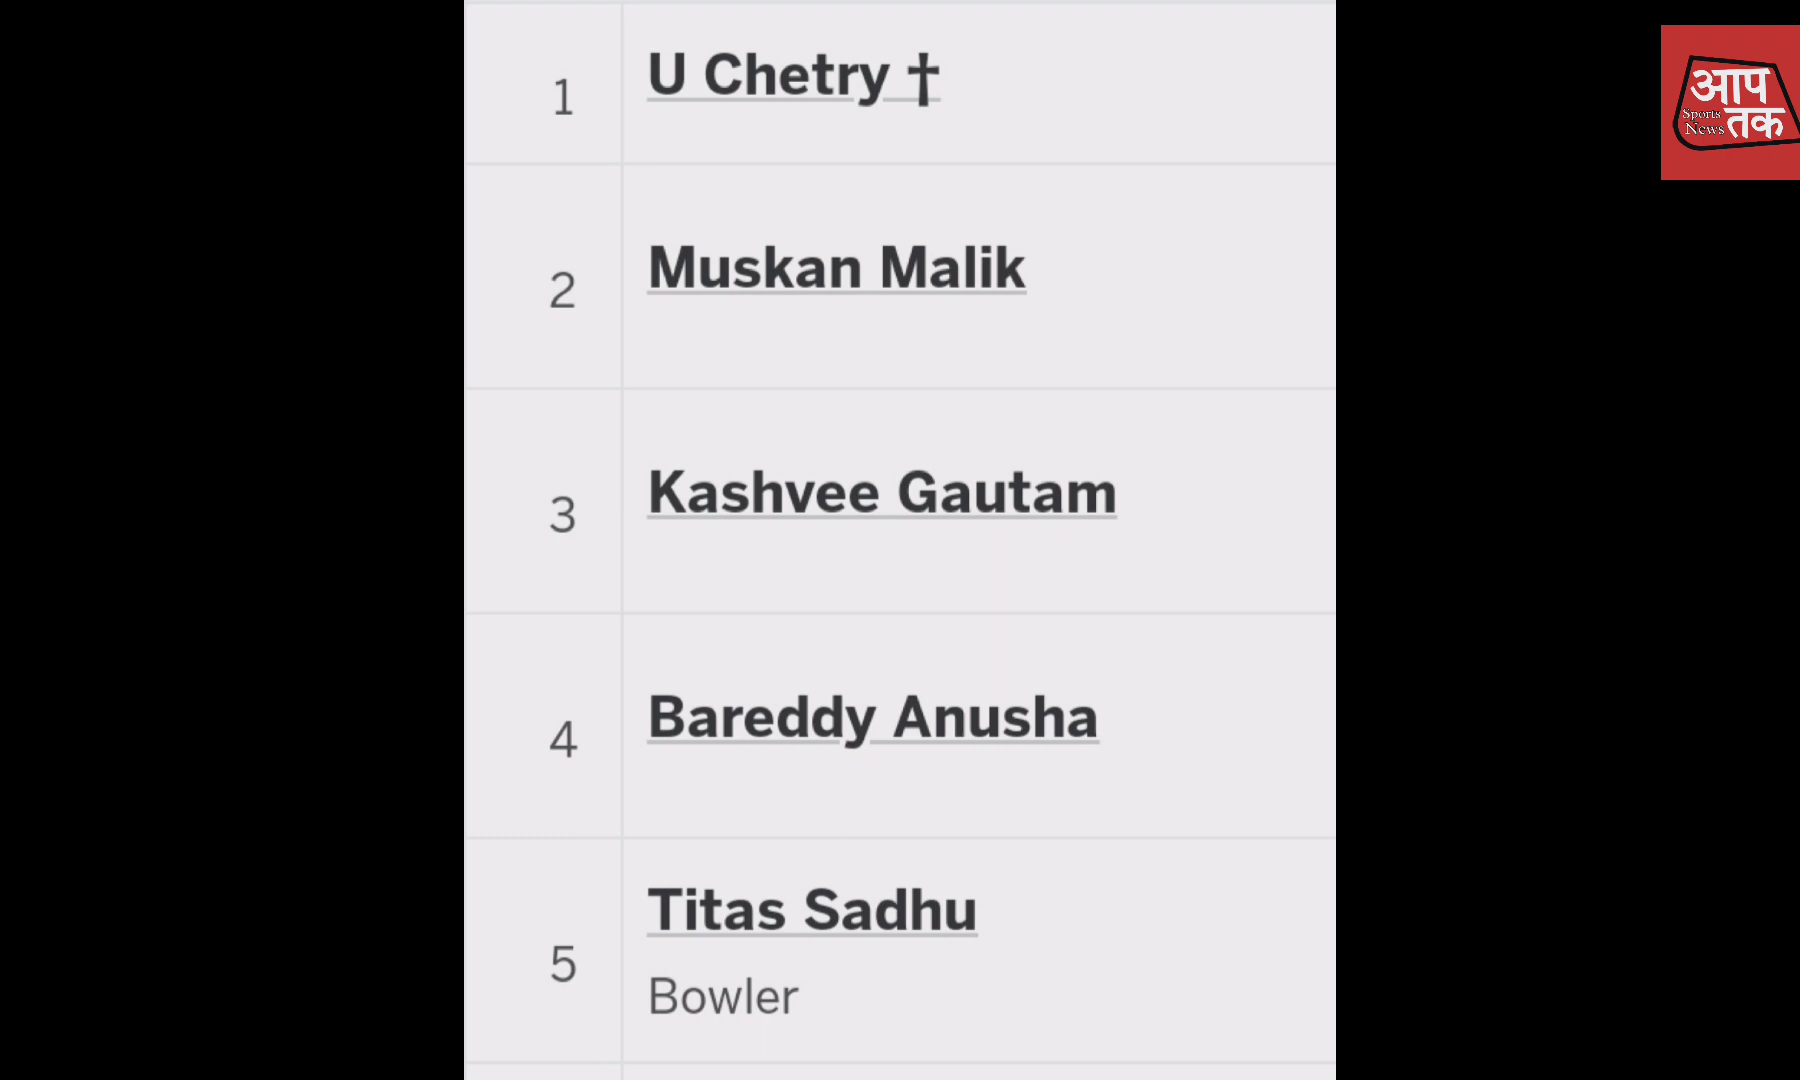 1
U Chetry †
2
Muskan Malik
3
Kashvee Gautam
4
Bareddy Anusha
5
Titas Sadhu
Bowler
आप
Sports
News तक